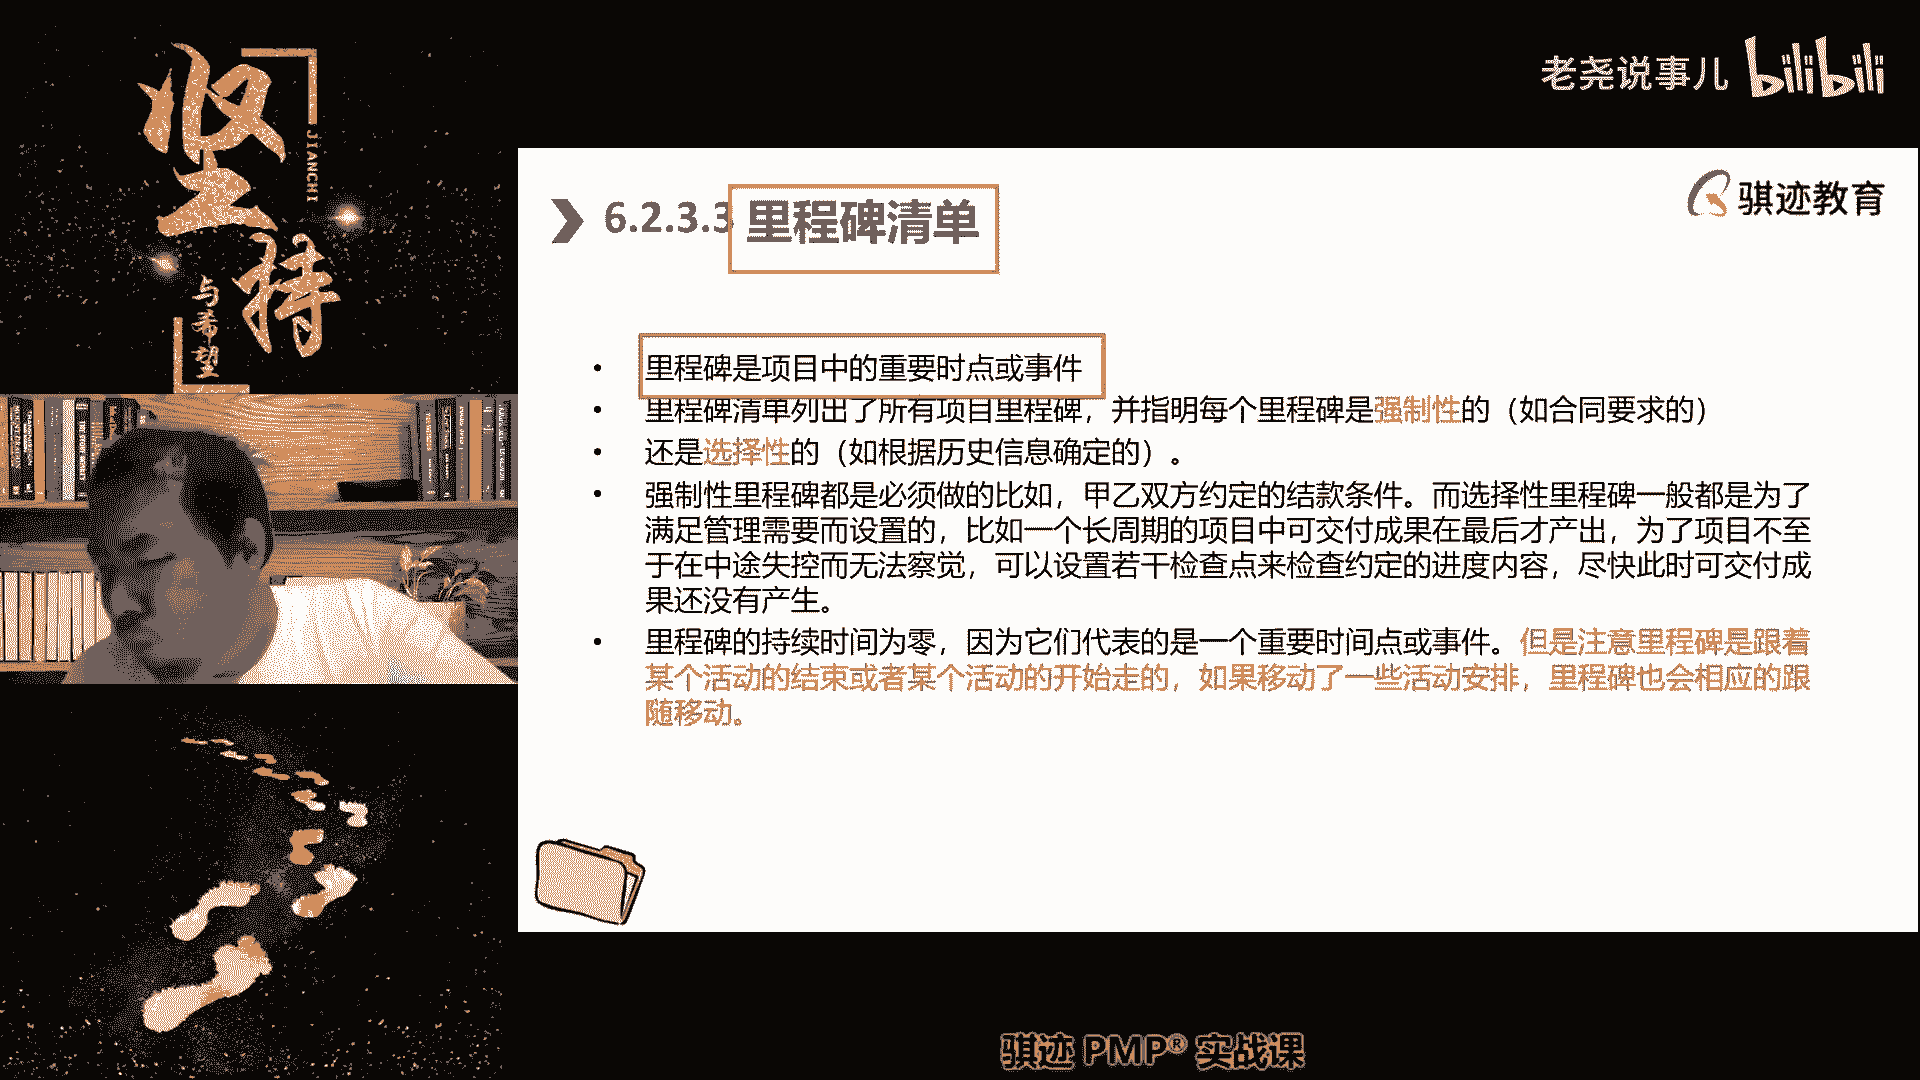 坚持
JIANCHI
与希望
老尧说事儿 bilibili
骐迹教育
6.2.3.3 里程碑清单
• 里程碑是项目中的重要时点或事件
• 里程碑清单列出了所有项目里程碑，并指明每个里程碑是强制性的（如合同要求的）
• 还是选择性的（如根据历史信息确定的）。
• 强制性里程碑都是必须做的比如，甲乙双方约定的结款条件。而选择性里程碑一般都是为了
满足管理需要而设置的，比如一个长周期的项目中可交付成果在最后才产出，为了项目不至
于在中途失控而无法察觉，可以设置若干检查点来检查约定的进度内容，尽快此时可交付成
果还没有产生。
• 里程碑的持续时间为零，因为它们代表的是一个重要时间点或事件。但是注意里程碑是跟着
某个活动的结束或者某个活动的开始走的，如果移动了一些活动安排，里程碑也会相应的跟
随移动。
骐迹 PMP® 实战课